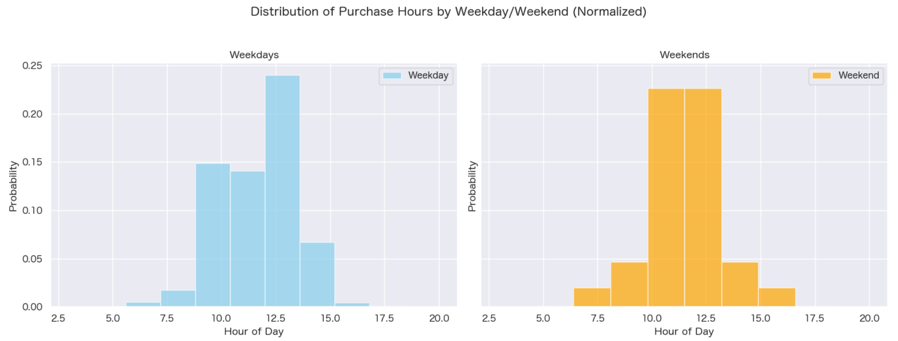 Distribution of Purchase Hours by Weekday/Weekend (Normalized)
Weekdays
Weekday
Probability
0.25
0.20
0.15
0.10
0.05
0.00
2.5 5.0 7.5 10.0 12.5 15.0 17.5 20.0
Hour of Day
Weekends
Weekend
Probability
2.5 5.0 7.5 10.0 12.5 15.0 17.5 20.0
Hour of Day